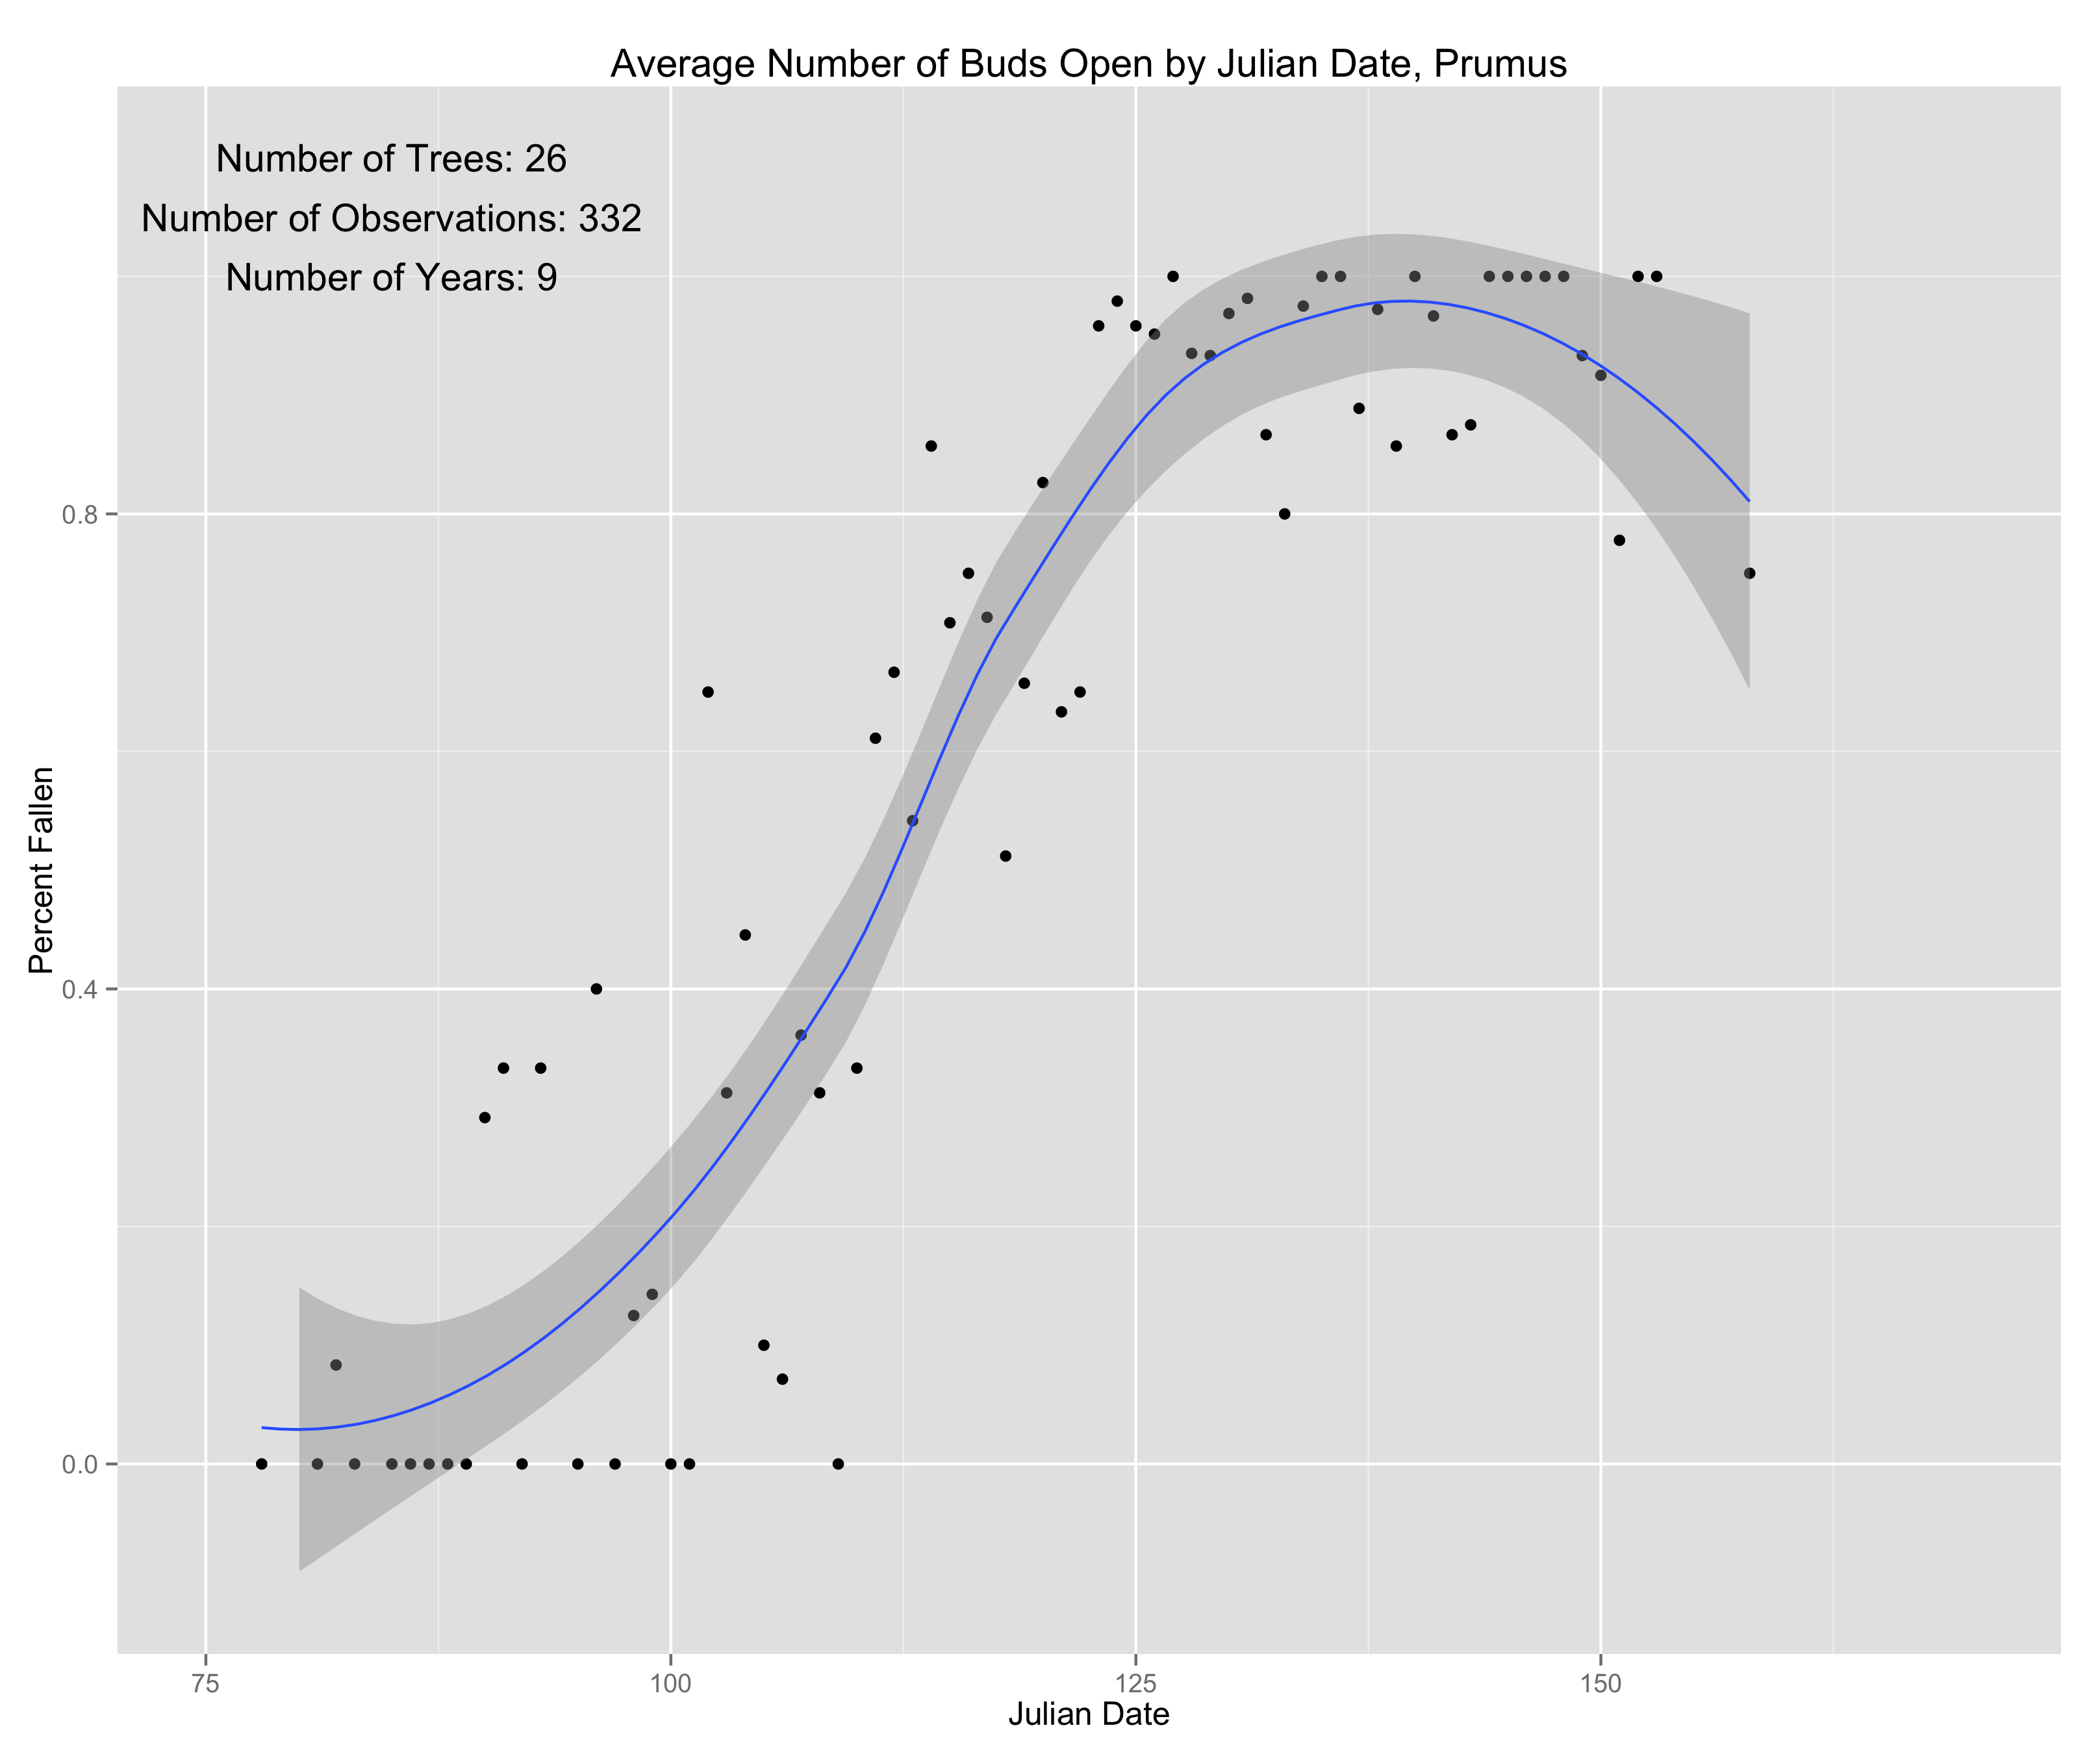 Average Number of Buds Open by Julian Date, Prumus
Number of Trees: 26
Number of Observations: 332
Number of Years: 9
0.8
0.4
0.0
Percent Fallen
75 100 125 150
Julian Date